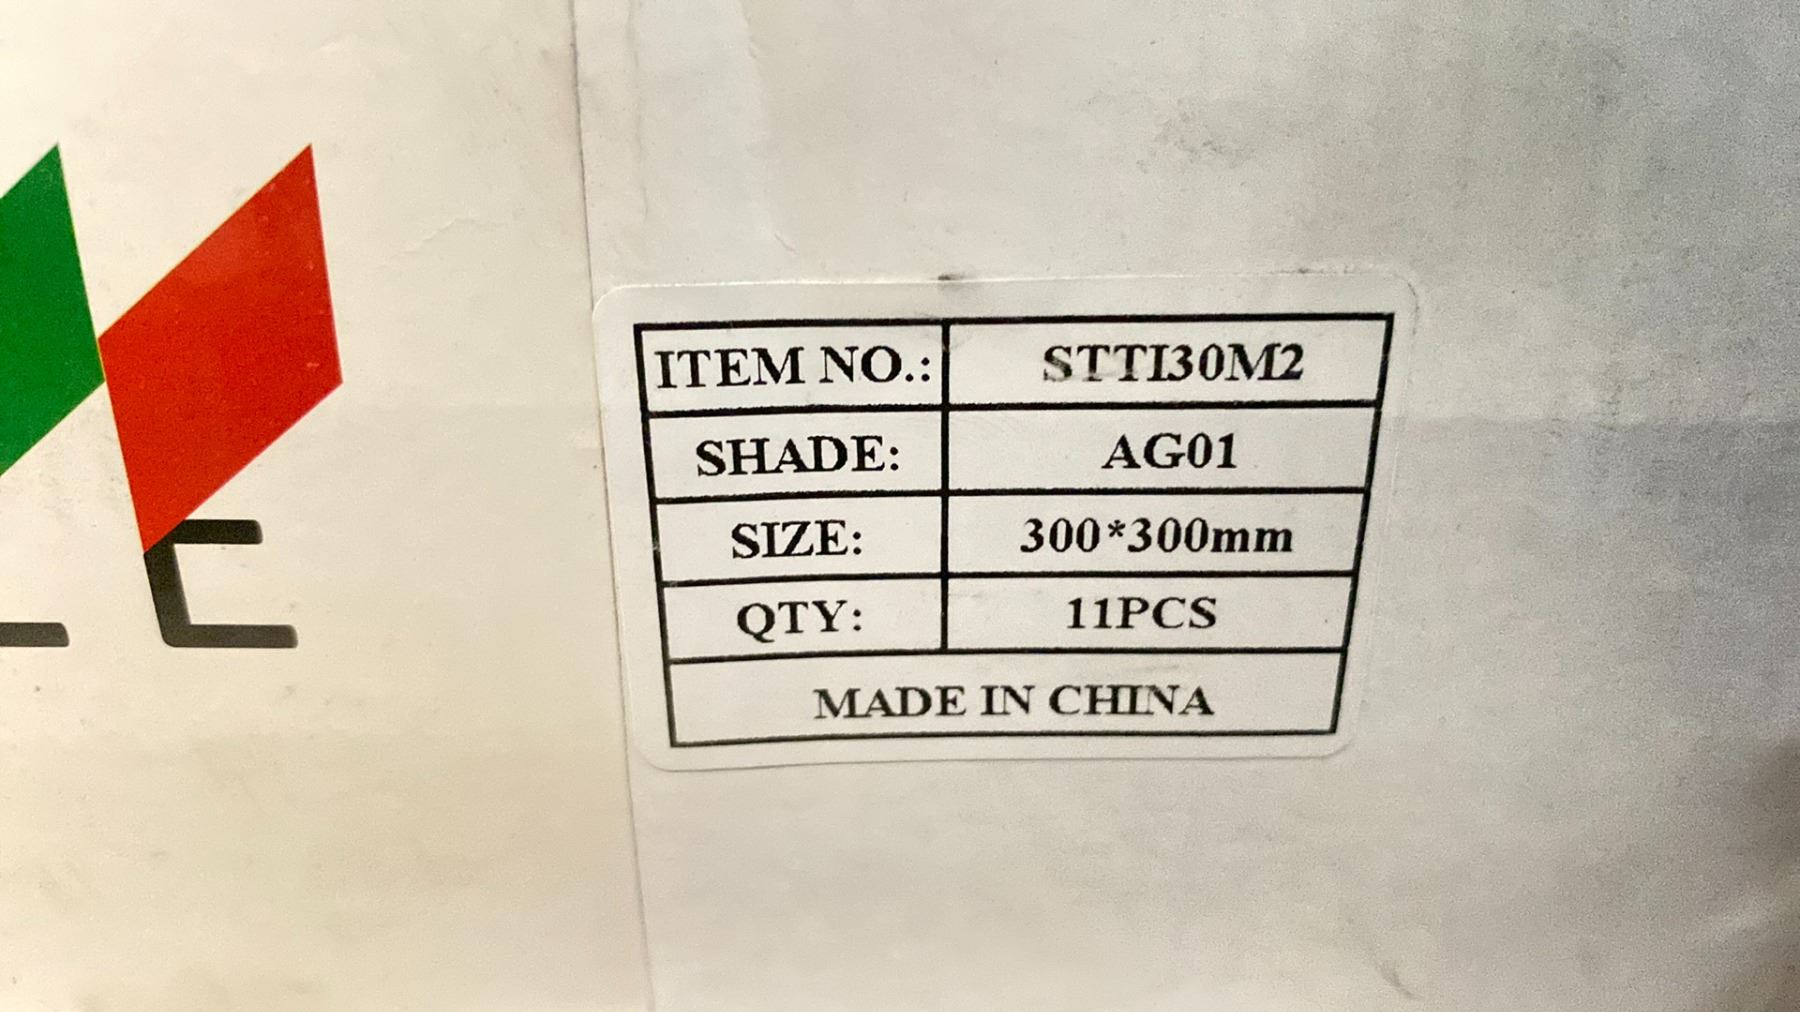 ITEM NO.: STTI30M2
SHADE: AG01
SIZE: 300*300mm
QTY: 11PCS
MADE IN CHINA